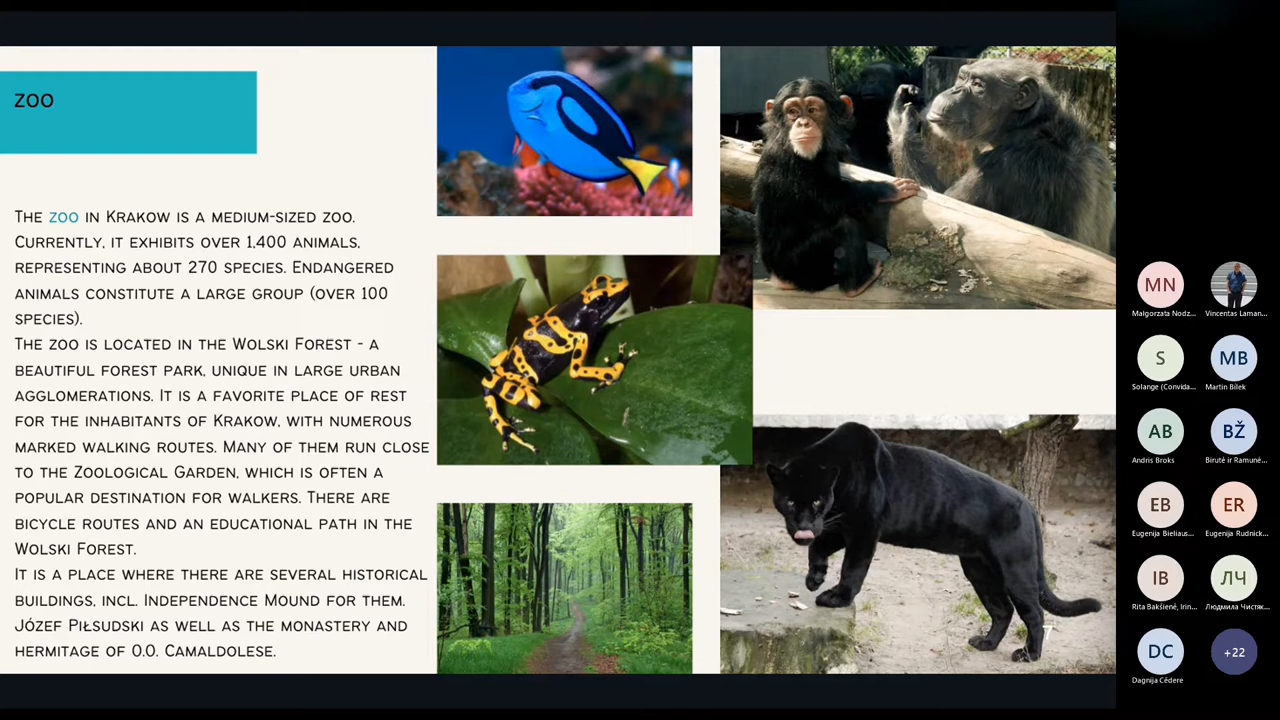 ZOO
THE ZOO IN KRAKOW IS A MEDIUM-SIZED ZOO.
CURRENTLY, IT EXHIBITS OVER 1,400 ANIMALS,
REPRESENTING ABOUT 270 SPECIES. ENDANGERED
ANIMALS CONSTITUTE A LARGE GROUP (OVER 100
SPECIES).
THE ZOO IS LOCATED IN THE WOLSKI FOREST - A
BEAUTIFUL FOREST PARK, UNIQUE IN LARGE URBAN
AGGLOMERATIONS. IT IS A FAVORITE PLACE OF REST
FOR THE INHABITANTS OF KRAKOW, WITH NUMEROUS
MARKED WALKING ROUTES. MANY OF THEM RUN CLOSE
TO THE ZOOLOGICAL GARDEN, WHICH IS OFTEN A
POPULAR DESTINATION FOR WALKERS. THERE ARE
BICYCLE ROUTES AND AN EDUCATIONAL PATH IN THE
WOLSKI FOREST.
IT IS A PLACE WHERE THERE ARE SEVERAL HISTORICAL
BUILDINGS, INCL. INDEPENDENCE MOUND FOR THEM.
JÓZEF PIŁSUDSKI AS WELL AS THE MONASTERY AND
HERMITAGE OF O.O. CAMALDOLESE.
MN
Małgorzata Nodz...
Vincentas Laman...
S
Solange (Convida...
MB
Martin Bílek
AB
Andris Broks
BŽ
Birutė ir Ramunė...
EB
Eugenija Bieliaus...
ER
Eugenija Rudnick...
IB
Rita Bakšienė, Irin...
ЛЧ
Людмила Чистяк...
DC
Dagnija Cēdere
+22